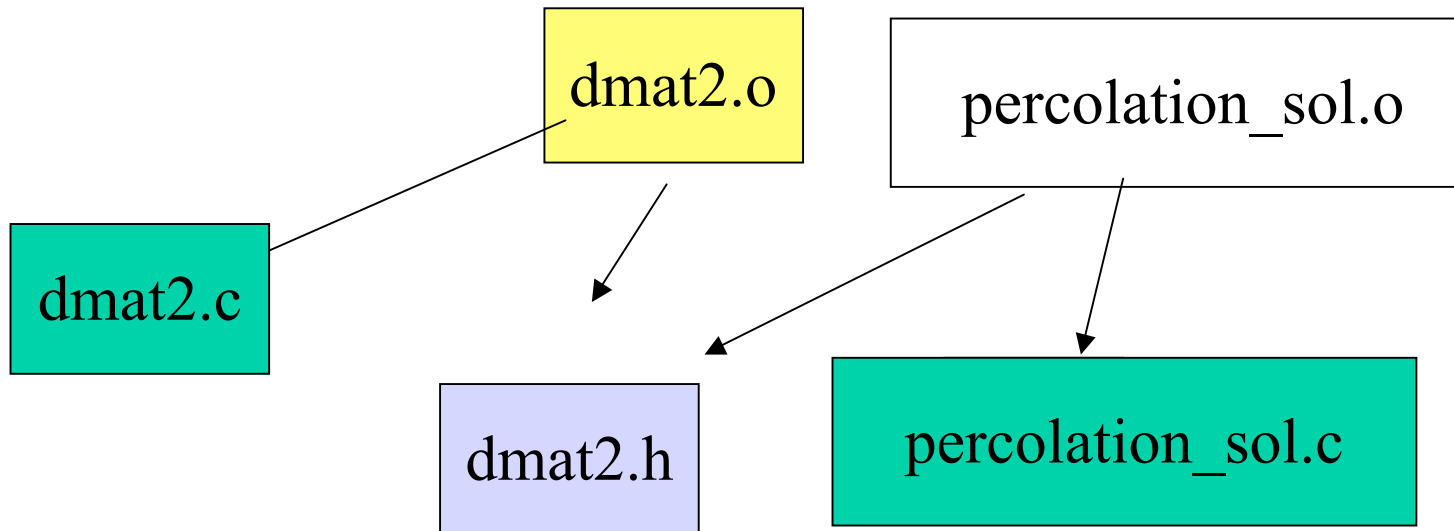 dmat2.o
percolation_sol.o
dmat2.c
dmat2.h
percolation_sol.c